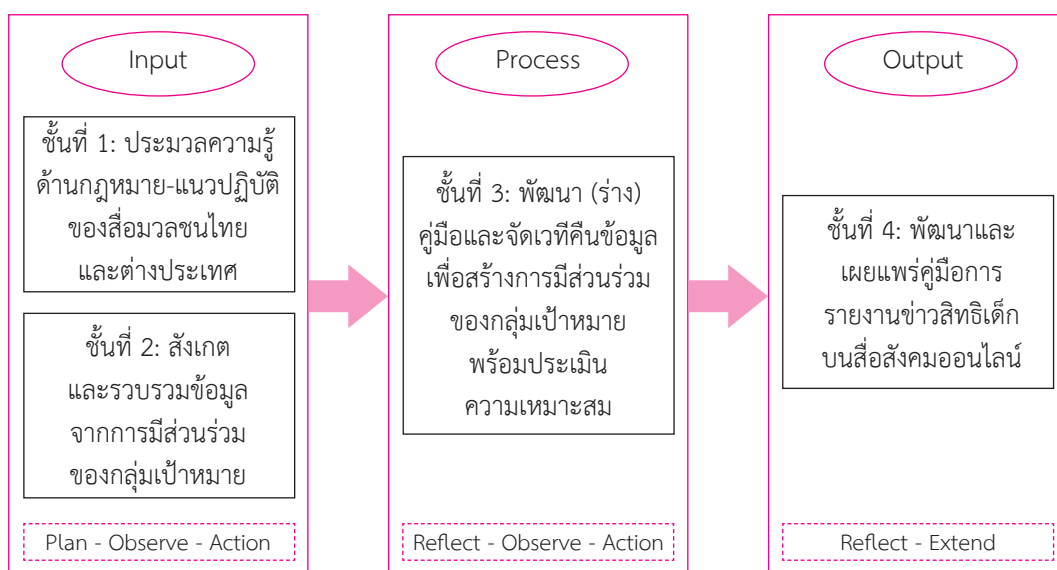 Input
ชั้นที่ 1: ประมวลความรู้
ด้านกฎหมาย-แนวปฏิบัติ
ของสื่อมวลชนไทย
และต่างประเทศ
ชั้นที่ 2: สังเกต
และรวบรวมข้อมูล
จากการมีส่วนร่วม
ของกลุ่มเป้าหมาย
Plan - Observe - Action
Process
ชั้นที่ 3: พัฒนา (ร่าง)
คู่มือและจัดเวทีคืนข้อมูล
เพื่อสร้างการมีส่วนร่วม
ของกลุ่มเป้าหมาย
พร้อมประเมิน
ความเหมาะสม
Reflect - Observe - Action
Output
ชั้นที่ 4: พัฒนาและ
เผยแพร่คู่มือการ
รายงานข่าวสิทธิเด็ก
บนสื่อสังคมออนไลน์
Reflect - Extend